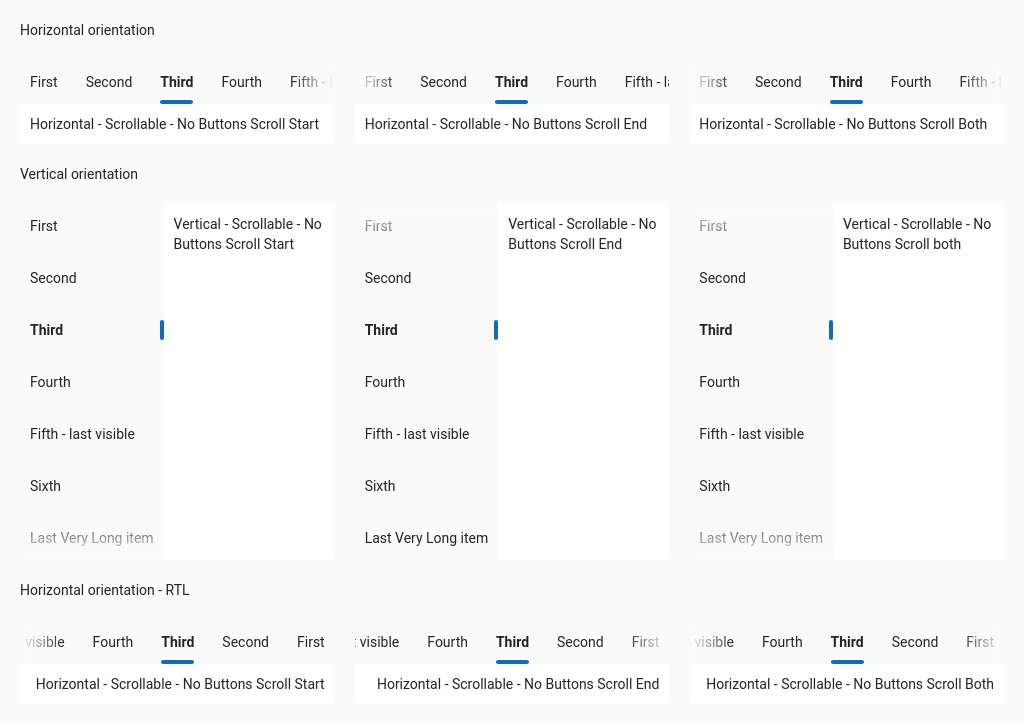 Horizontal orientation
First Second Third Fourth Fifth -
First Second Third Fourth Fifth -
First Second Third Fourth Fifth -
Horizontal - Scrollable - No Buttons Scroll Start
Horizontal - Scrollable - No Buttons Scroll End
Horizontal - Scrollable - No Buttons Scroll Both
Vertical orientation
First
Second
Third
Fourth
Fifth - last visible
Sixth
Last Very Long item
Vertical - Scrollable - No
Buttons Scroll Start
First
Second
Third
Fourth
Fifth - last visible
Sixth
Last Very Long item
Vertical - Scrollable - No
Buttons Scroll End
First
Second
Third
Fourth
Fifth - last visible
Sixth
Last Very Long item
Vertical - Scrollable - No
Buttons Scroll both
Horizontal orientation - RTL
visible Fourth Third Second First
visible Fourth Third Second First
visible Fourth Third Second First
Horizontal - Scrollable - No Buttons Scroll Start
Horizontal - Scrollable - No Buttons Scroll End
Horizontal - Scrollable - No Buttons Scroll Both